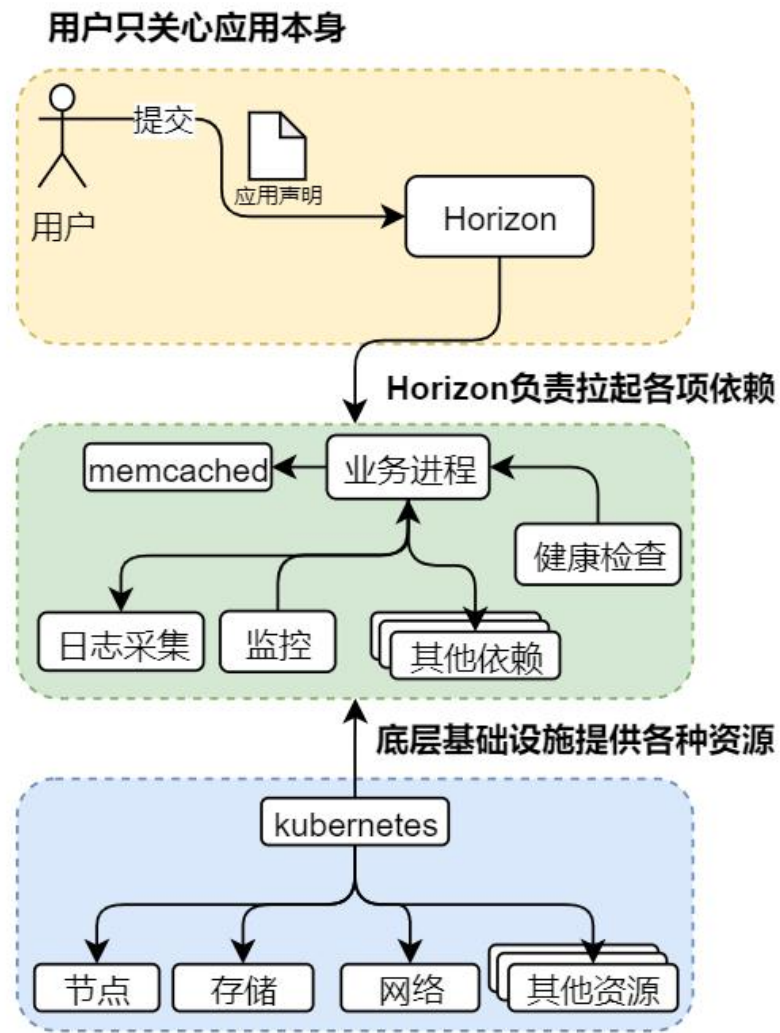 用户只关心应用本身
提交
应用声明
用户
Horizon
Horizon负责拉起各项依赖
memcached
业务进程
健康检查
日志采集
监控
其他依赖
底层基础设施提供各种资源
kubernetes
节点
存储
网络
其他资源